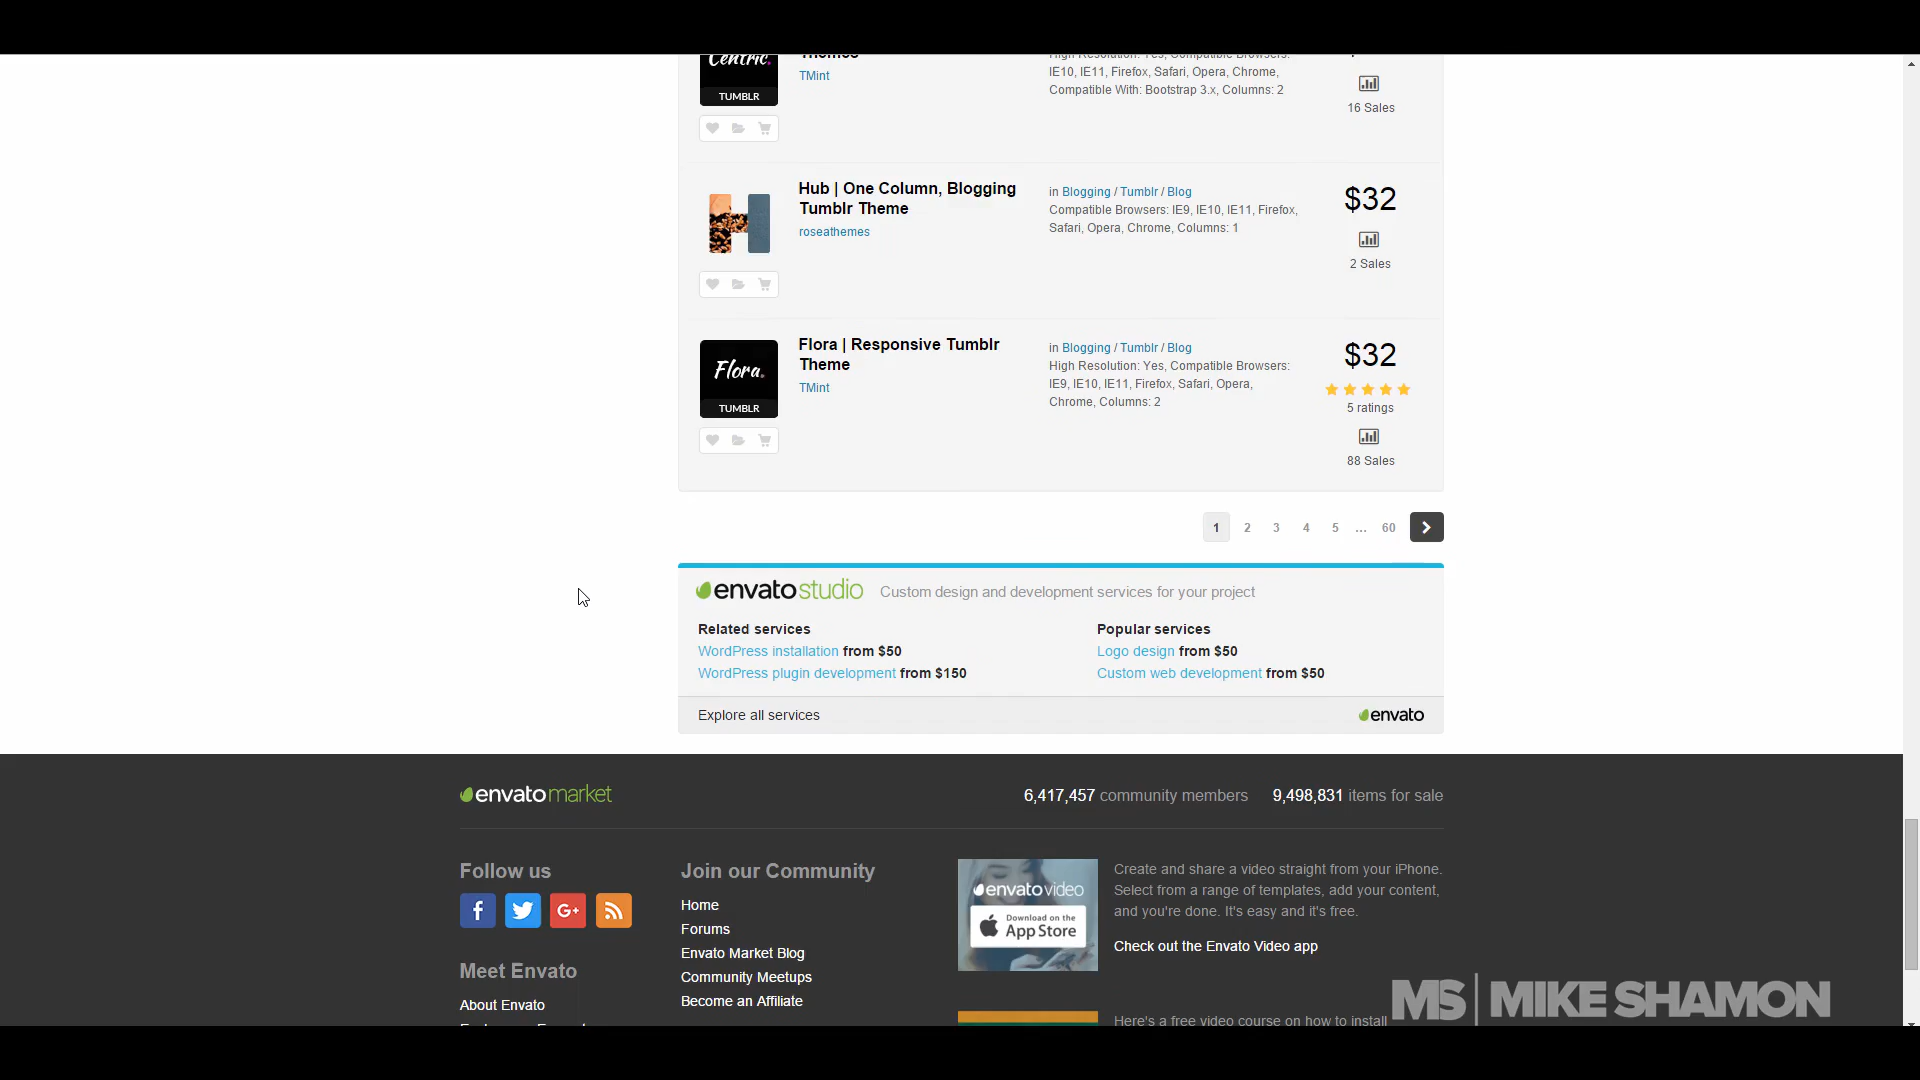 Centric.
Themes
High Resolution: Yes, Compatible Browsers:
TMint
IE10, IE11, Firefox, Safari, Opera, Chrome,
Compatible With: Bootstrap 3.x, Columns: 2
TUMBLR
16 Sales
Hub | One Column, Blogging
Tumblr Theme
roseathemes
in Blogging / Tumblr / Blog
Compatible Browsers: IE9, IE10, IE11, Firefox,
Safari, Opera, Chrome, Columns: 1
$32
2 Sales
Flora.
TUMBLR
Flora | Responsive Tumblr
Theme
TMint
in Blogging / Tumblr / Blog
High Resolution: Yes, Compatible Browsers:
IE9, IE10, IE11, Firefox, Safari, Opera,
Chrome, Columns: 2
$32
5 ratings
88 Sales
1 2 3 4 5 ... 60
envatostudio Custom design and development services for your project
Related services
WordPress installation from $50
WordPress plugin development from $150
Popular services
Logo design from $50
Custom web development from $50
Explore all services
envato
envatomarket
6,417,457 community members 9,498,831 items for sale
Follow us
Meet Envato
About Envato
Join our Community
Home
Forums
Envato Market Blog
Community Meetups
Become an Affiliate
envatovideo
Download on the
App Store
Create and share a video straight from your iPhone.
Select from a range of templates, add your content,
and you're done. It's easy and it's free.
Check out the Envato Video app
Here's a free video course on how to install
MS | MIKE SHAMON